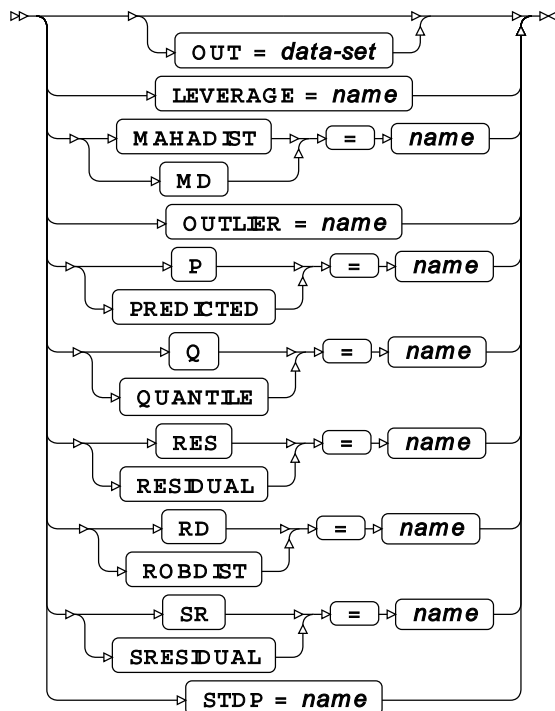 OUT = data-set
LEVERAGE = name
MAHADIST = name
MD
OUTLIER = name
P = name
PREDICTED
Q = name
QUANTILE
RES = name
RESIDUAL
RD = name
ROBDIST
SR = name
SRESIDUAL
STDP = name